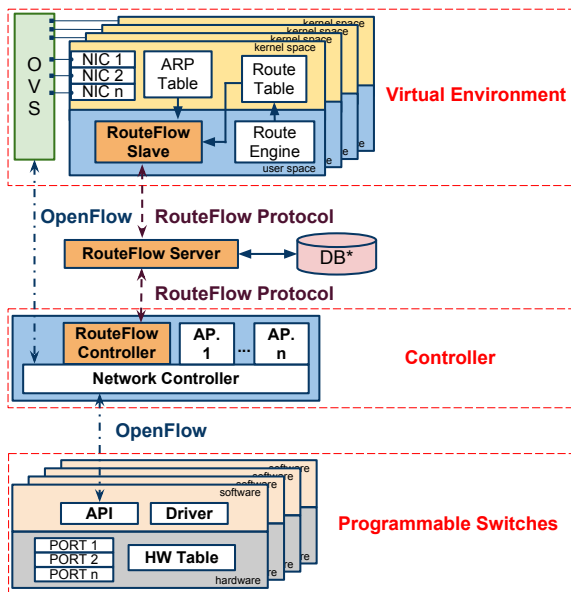 kernel space
kernel space
kernel space
kernel space
O
V
S
NIC 1
NIC 2
NIC n
ARP
Table
Route
Table
Virtual Environment
RouteFlow
Slave
Route
Engine
user space
OpenFlow
RouteFlow Protocol
RouteFlow Server
DB*
RouteFlow Protocol
RouteFlow
Controller
AP.
1
...
AP.
n
Controller
Network Controller
OpenFlow
software
software
software
software
API
Driver
Programmable Switches
PORT 1
PORT 2
PORT n
HW Table
hardware